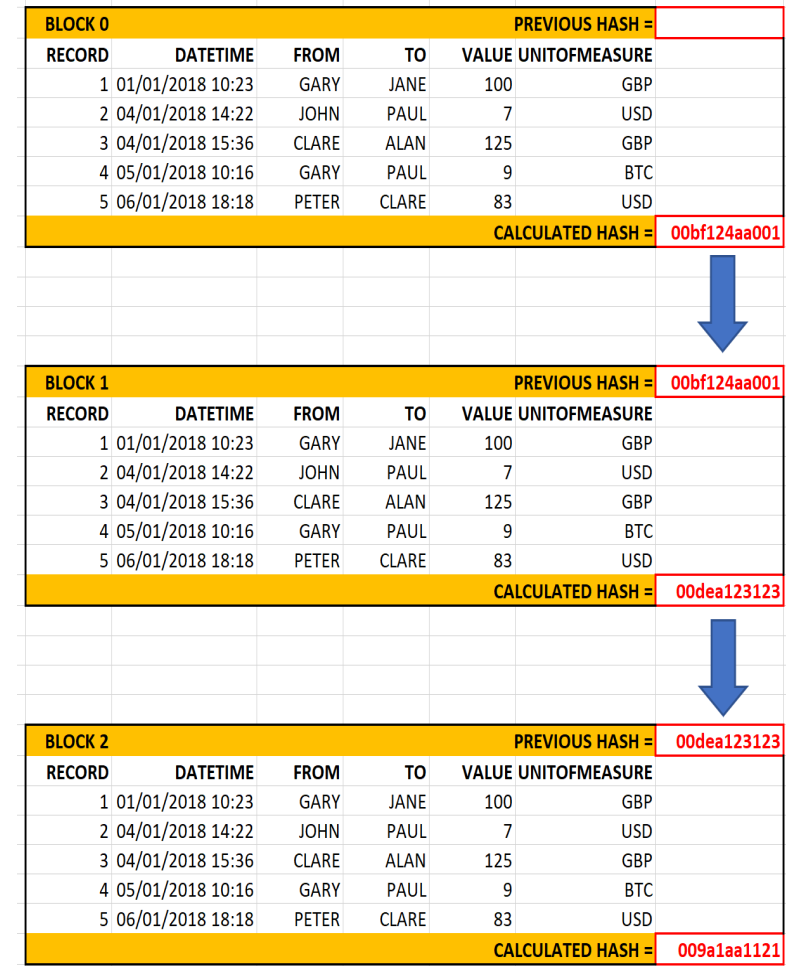 BLOCK 0 PREVIOUS HASH =
RECORD DATETIME FROM TO VALUE UNITOFMEASURE
1 01/01/2018 10:23 GARY JANE 100 GBP
2 04/01/2018 14:22 JOHN PAUL 7 USD
3 04/01/2018 15:36 CLARE ALAN 125 GBP
4 05/01/2018 10:16 GARY PAUL 9 BTC
5 06/01/2018 18:18 PETER CLARE 83 USD
CALCULATED HASH = 00bf124aa001
BLOCK 1 PREVIOUS HASH = 00bf124aa001
RECORD DATETIME FROM TO VALUE UNITOFMEASURE
1 01/01/2018 10:23 GARY JANE 100 GBP
2 04/01/2018 14:22 JOHN PAUL 7 USD
3 04/01/2018 15:36 CLARE ALAN 125 GBP
4 05/01/2018 10:16 GARY PAUL 9 BTC
5 06/01/2018 18:18 PETER CLARE 83 USD
CALCULATED HASH = 00dea123123
BLOCK 2 PREVIOUS HASH = 00dea123123
RECORD DATETIME FROM TO VALUE UNITOFMEASURE
1 01/01/2018 10:23 GARY JANE 100 GBP
2 04/01/2018 14:22 JOHN PAUL 7 USD
3 04/01/2018 15:36 CLARE ALAN 125 GBP
4 05/01/2018 10:16 GARY PAUL 9 BTC
5 06/01/2018 18:18 PETER CLARE 83 USD
CALCULATED HASH = 009a1aa1121